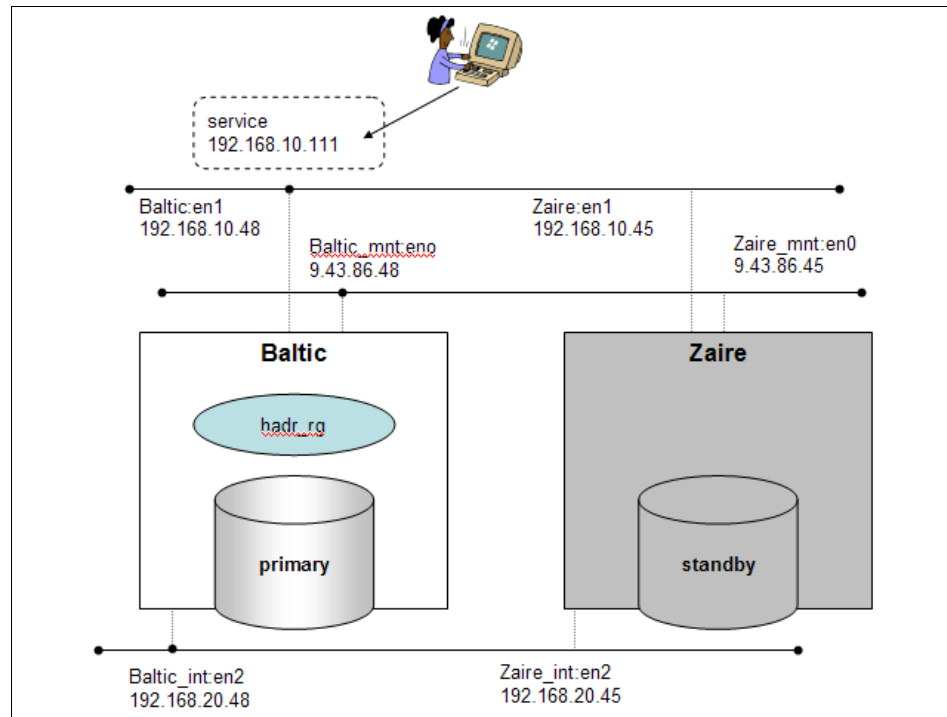 service
192.168.10.111
Baltic:en1
192.168.10.48
Zaire:en1
192.168.10.45
Baltic_mnt:eno
9.43.86.48
Zaire_mnt:en0
9.43.86.45
Baltic
Zaire
hadr_rg
primary
standby
Baltic_int:en2
192.168.20.48
Zaire_int:en2
192.168.20.45